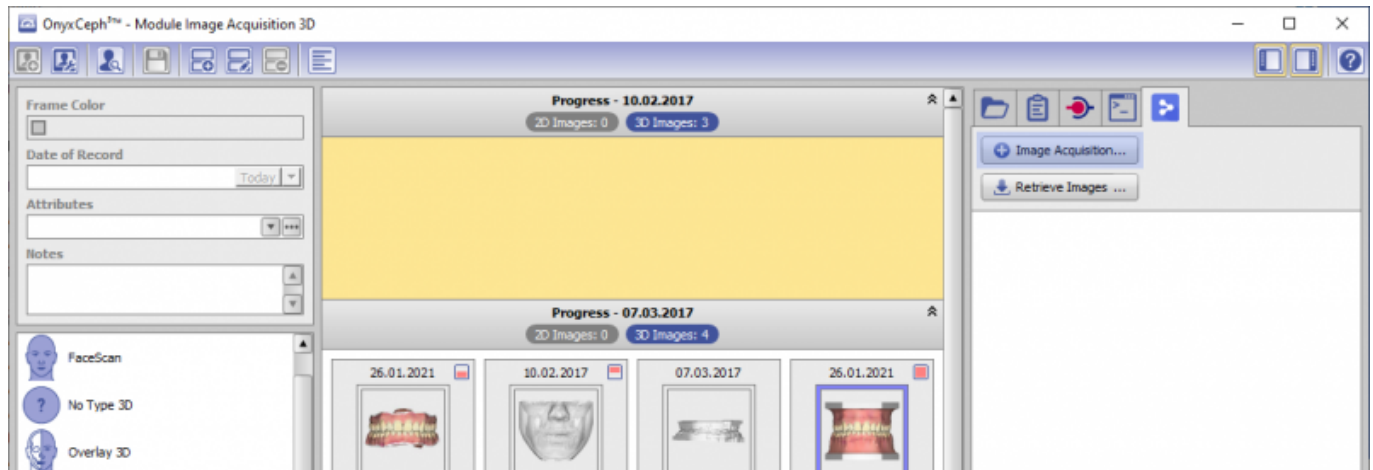 OnyxCeph³™ - Module Image Acquisition 3D
Frame Color
Date of Record
Today
Attributes
Notes
FaceScan
? No Type 3D
Overlay 3D
Progress - 10.02.2017
2D Images: 0 3D Images: 3
Progress - 07.03.2017
2D Images: 0 3D Images: 4
26.01.2021 10.02.2017 07.03.2017 26.01.2021
Image Acquisition...
Retrieve Images ...